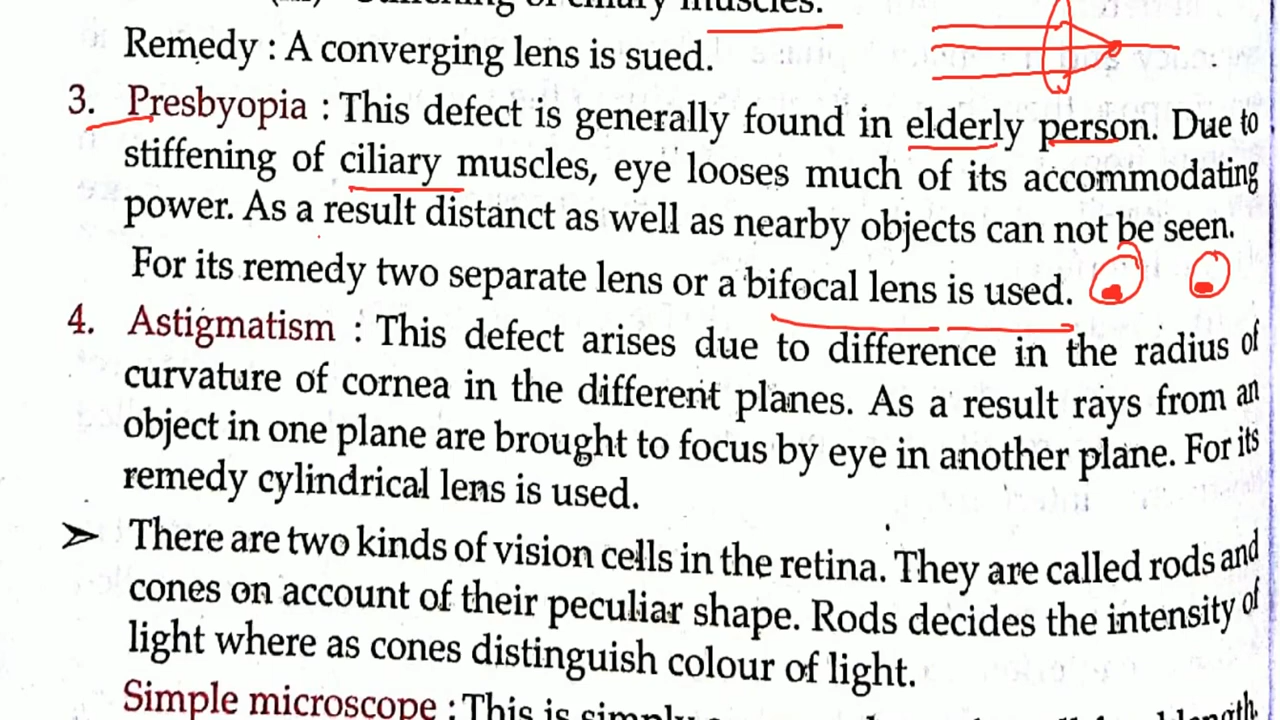 of ciliary muscles.
Remedy : A converging lens is sued.
3. Presbyopia : This defect is generally found in elderly person. Due to
stiffening of ciliary muscles, eye looses much of its accommodating
power. As a result distanct as well as nearby objects can not be seen.
For its remedy two separate lens or a bifocal lens is used.
4. Astigmatism : This defect arises due to difference in the radius of
curvature of cornea in the different planes. As a result rays from an
object in one plane are brought to focus by eye in another plane. For its
remedy cylindrical lens is used.
➢ There are two kinds of vision cells in the retina. They are called rods and
cones on account of their peculiar shape. Rods decides the intensity of
light where as cones distinguish colour of light.
Simple microscope : This is simply